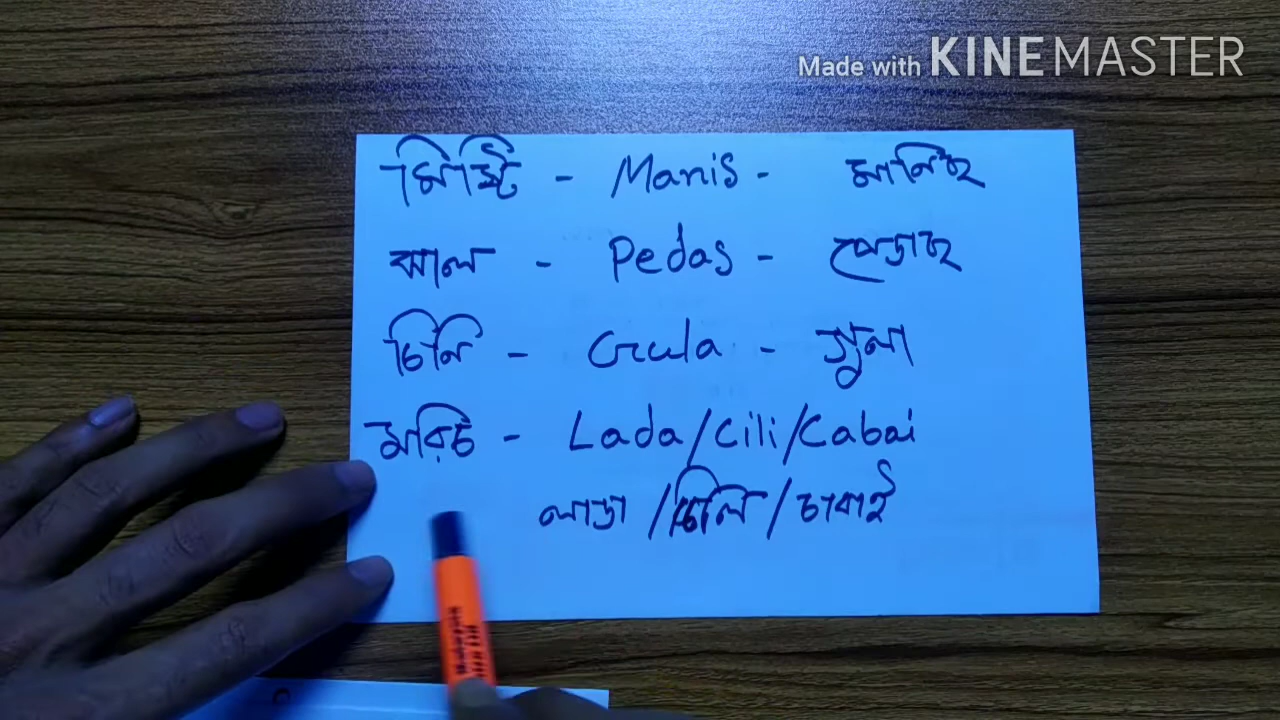 Made with KINEMASTER
মিষ্টি - Manis - মানিছ
ঝাল - Pedas - পেডাছ
চিনি - Gula - গুলা
মরিচ - Lada/Cili/Cabai
লাডা/চিলি/চাবাই